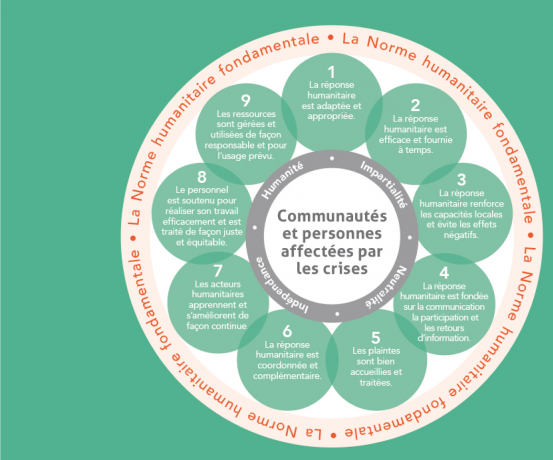 La Norme humanitaire fondamentale • La Norme humanitaire fondamentale • La Norme humanitaire fondamentale • La Norme humanitaire fondamentale •
1
La réponse
humanitaire
est adaptée et
appropriée.
2
La réponse
humanitaire est
efficace et fournie
à temps.
3
La réponse
humanitaire renforce
les capacités locales
et évite les effets
négatifs.
4
La réponse
humanitaire est fondée
sur la communication
la participation et
les retours
d'information.
5
Les plaintes
sont bien
accueillies et
traitées.
6
La réponse
humanitaire est
coordonnée et
complémentaire.
7
Les acteurs
humanitaires
apprennent et
s'améliorent de
façon continue.
8
Le personnel
est soutenu pour
réaliser son travail
efficacement et est
traité de façon juste
et équitable.
9
Les ressources
sont gérées et
utilisées de façon
responsable et pour
l'usage prévu.
Humanité • Impartialité • Neutralité • Indépendance •
Communautés
et personnes
affectées par
les crises